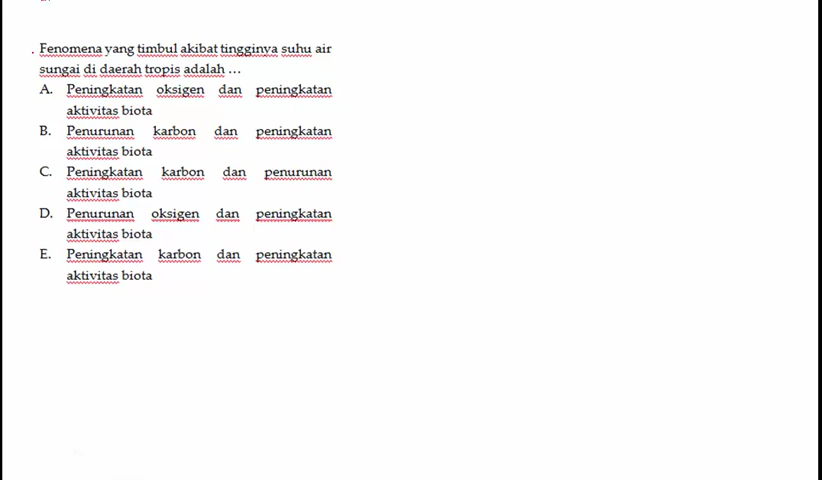 . Fenomena yang timbul akibat tingginya suhu air
sungai di daerah tropis adalah …
A. Peningkatan oksigen dan peningkatan
aktivitas biota
B. Penurunan karbon dan peningkatan
aktivitas biota
C. Peningkatan karbon dan penurunan
aktivitas biota
D. Penurunan oksigen dan peningkatan
aktivitas biota
E. Peningkatan karbon dan peningkatan
aktivitas biota